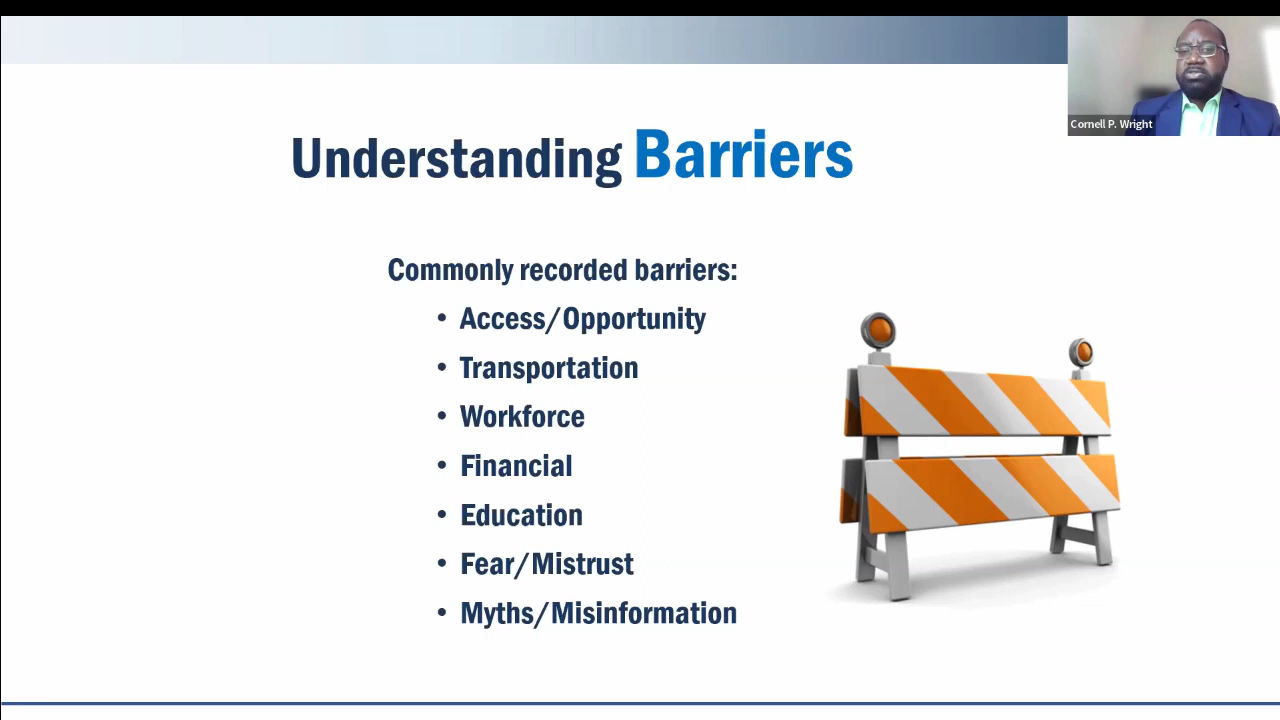 Cornell P. Wright
Understanding Barriers
Commonly recorded barriers:
• Access/Opportunity
• Transportation
• Workforce
• Financial
• Education
• Fear/Mistrust
• Myths/Misinformation